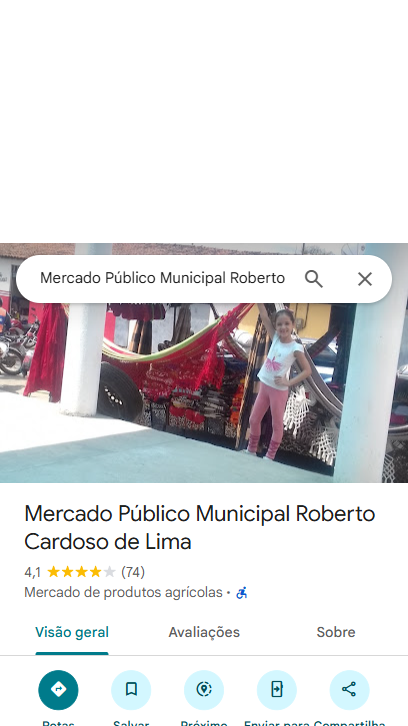 Mercado Público Municipal Roberto
Mercado Público Municipal Roberto
Cardoso de Lima
4,1 (74)
Mercado de produtos agrícolas ·
Visão geral Avaliações Sobre
Rotas Salvar Próximo Enviar para Compartilha